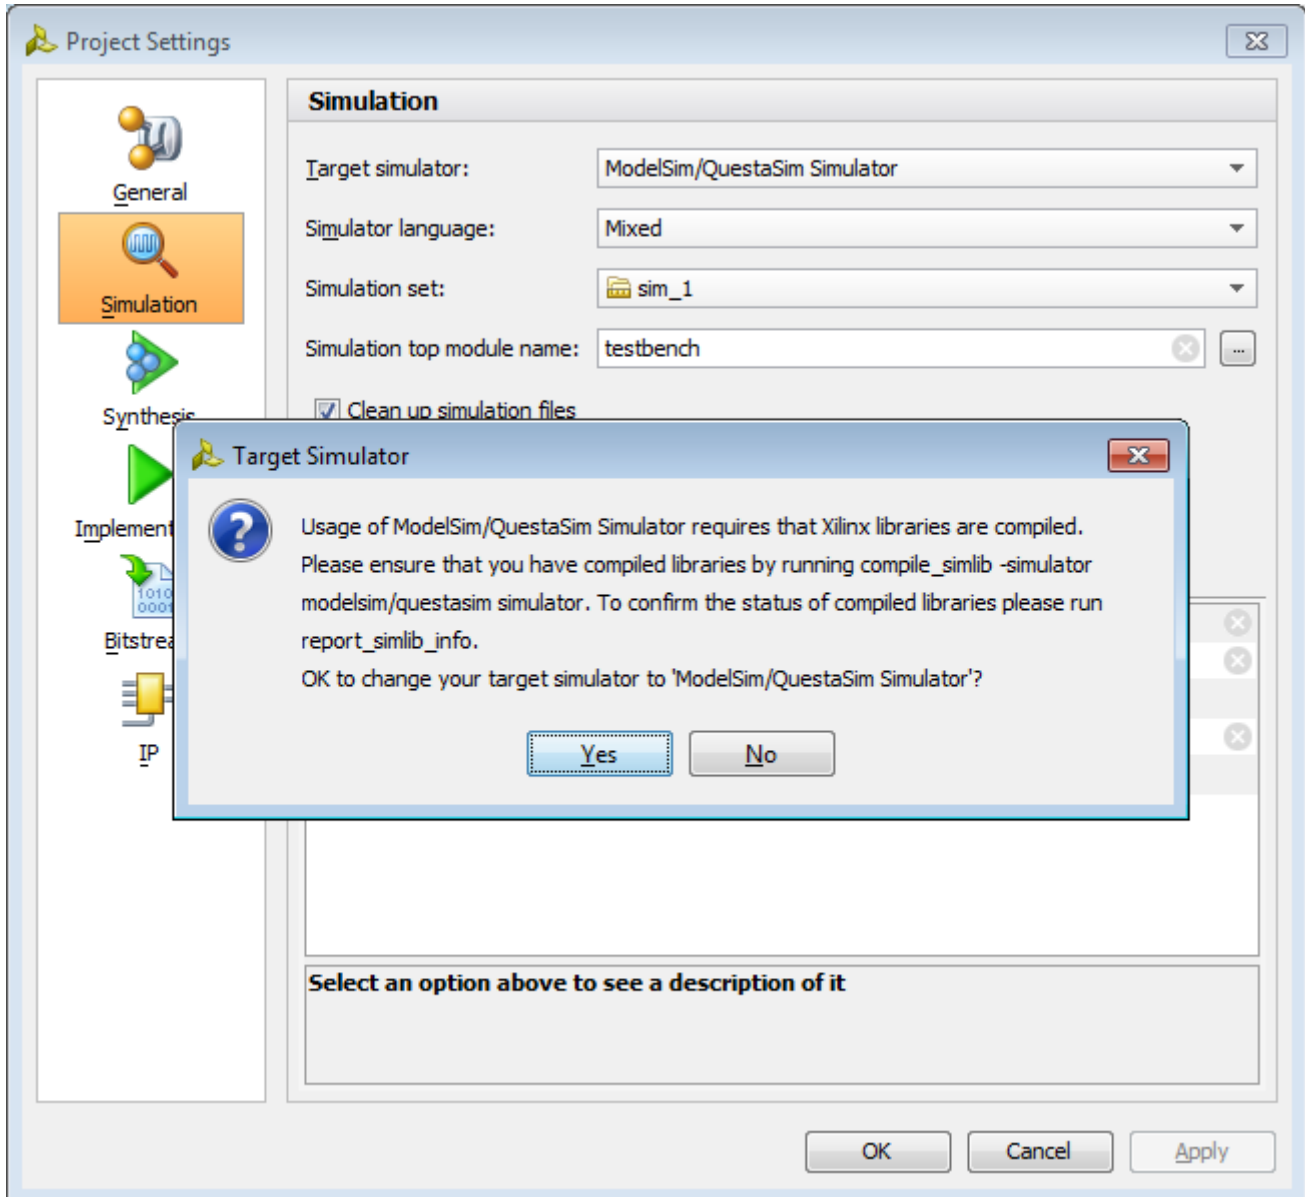 Project Settings
General
Simulation
Synthesis
Bitstrea
IP
Simulation
Target simulator:
ModelSim/QuestaSim Simulator
Simulator language:
Mixed
Simulation set:
sim_1
Simulation top module name:
testbench
...
Clean up simulation files
Implement
1010
Target Simulator
Usage of ModelSim/QuestaSim Simulator requires that Xilinx libraries are compiled.
Please ensure that you have compiled libraries by running compile_simlib -simulator
modelsim/questasim simulator. To confirm the status of compiled libraries please run
report_simlib_info.
OK to change your target simulator to 'ModelSim/QuestaSim Simulator'?
Yes
No
Select an option above to see a description of it
OK
Cancel
Apply